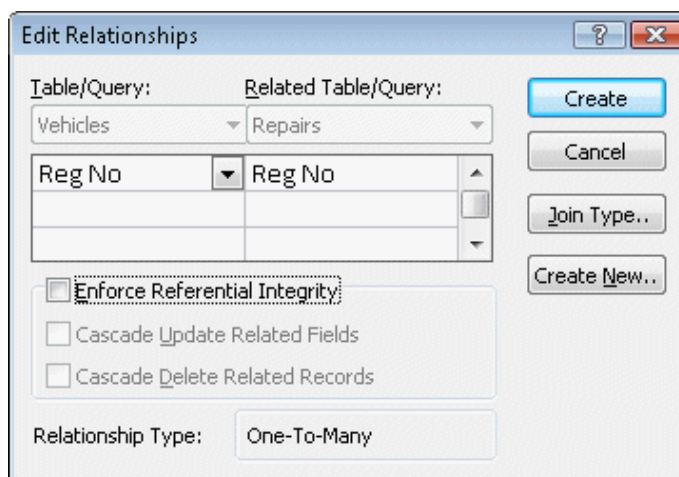 Edit Relationships
Table/Query: Related Table/Query:
Create
Vehicles Repairs
Cancel
Reg No Reg No
Join Type..
Create New..
Enforce Referential Integrity
Cascade Update Related Fields
Cascade Delete Related Records
Relationship Type: One-To-Many